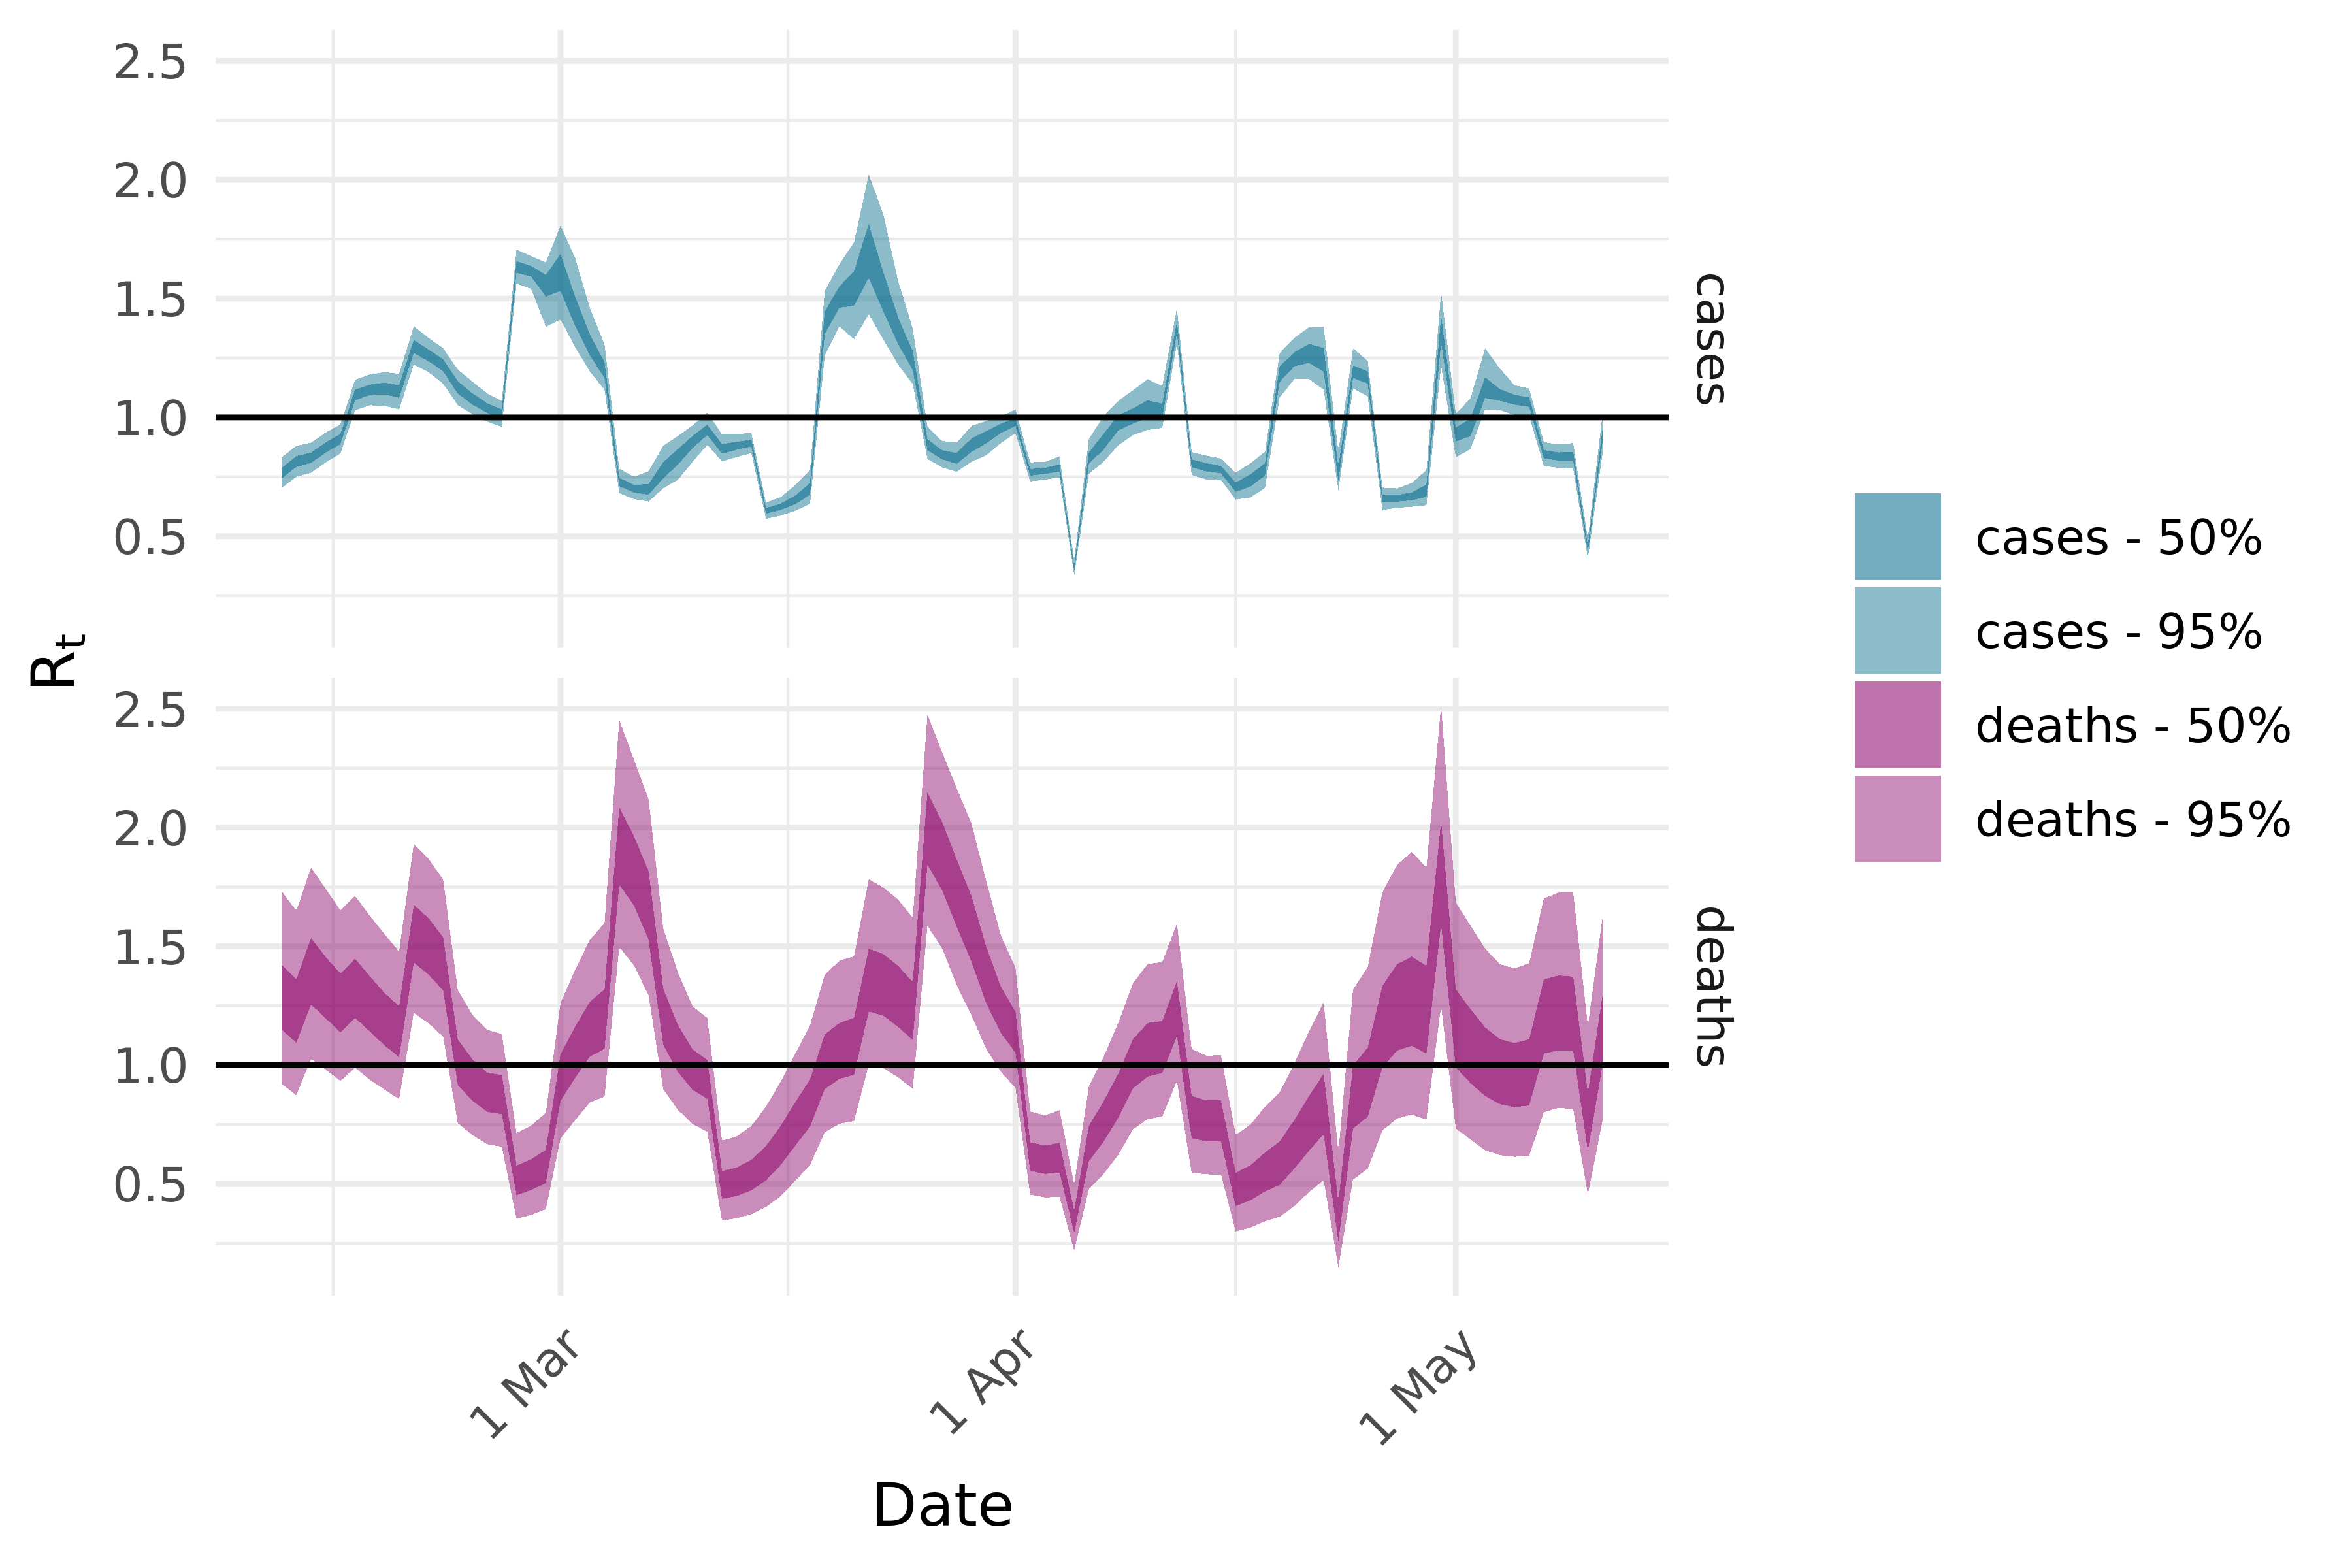 2.5
2.0
1.5
1.0
0.5
cases
2.5
2.0
1.5
1.0
0.5
deaths
Rt
1 Mar
1 Apr
1 May
Date
cases - 50%
cases - 95%
deaths - 50%
deaths - 95%